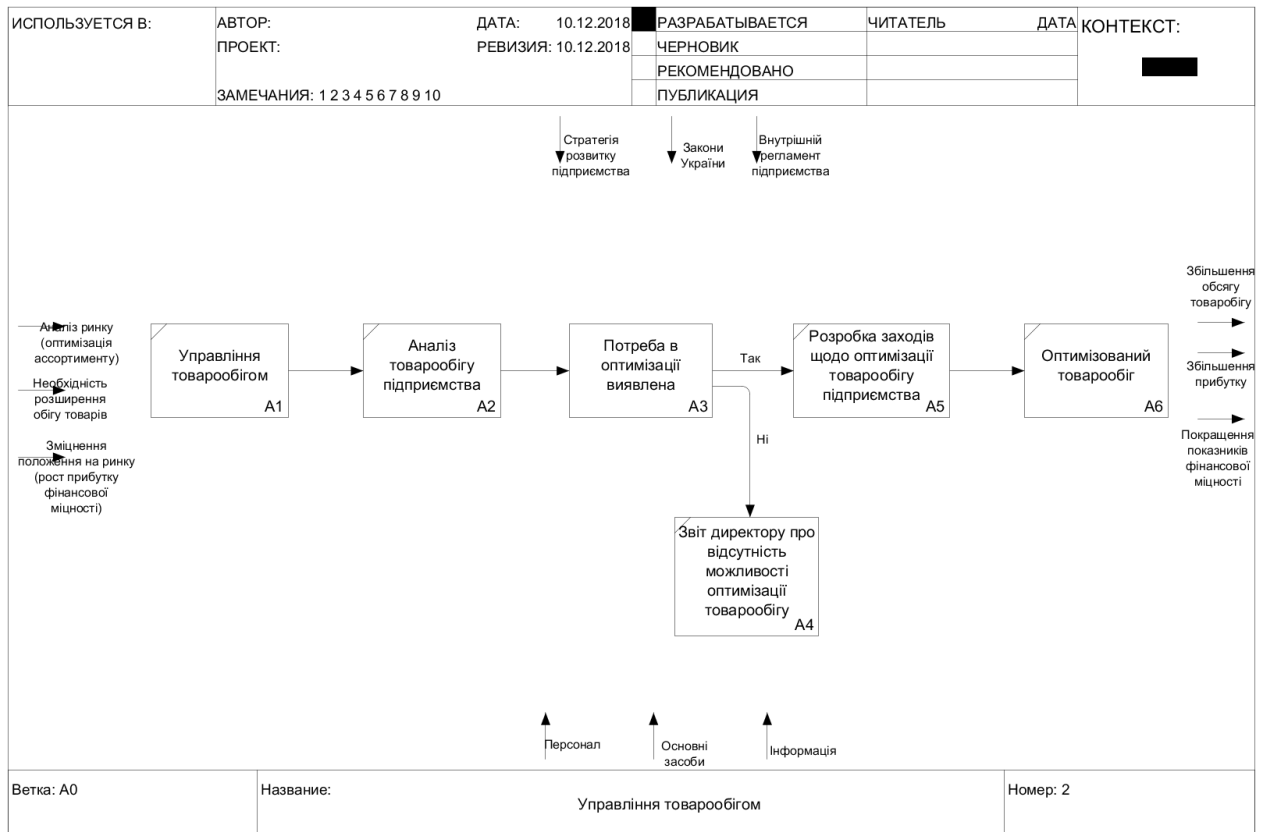 ИСПОЛЬЗУЕТСЯ В:
АВТОР:
ДАТА: 10.12.2018
ПРОЕКТ:
РЕВИЗИЯ: 10.12.2018
ЗАМЕЧАНИЯ: 1 2 3 4 5 6 7 8 9 10
РАЗРАБАТЫВАЕТСЯ
ЧЕРНОВИК
РЕКОМЕНДОВАНО
ПУБЛИКАЦИЯ
ЧИТАТЕЛЬ
ДАТА
КОНТЕКСТ:
Стратегія
розвитку
підприємства
Закони
України
Внутрішній
регламент
підприємства
Аналіз ринку
(оптимізація
ассортименту)
Необхідність
розширення
обігу товарів
Зміцнення
положення на ринку
(рост прибутку
фінансової
міцності)
Управління
товарообігом
A1
Аналіз
товарообігу
підприємства
A2
Потреба в
оптимізації
виявлена
A3
Так
Ні
Розробка заходів
щодо оптимізації
товарообігу
підприємства
A5
Оптимізований
товарообіг
A6
Збільшення
обсягу
товаробігу
Збільшення
прибутку
Покращення
показників
фінансової
міцності
Звіт директору про
відсутність
можливості
оптимізації
товарообігу
A4
Персонал
Основні
засоби
Інформація
Ветка: A0
Название:
Управління товарообігом
Номер: 2